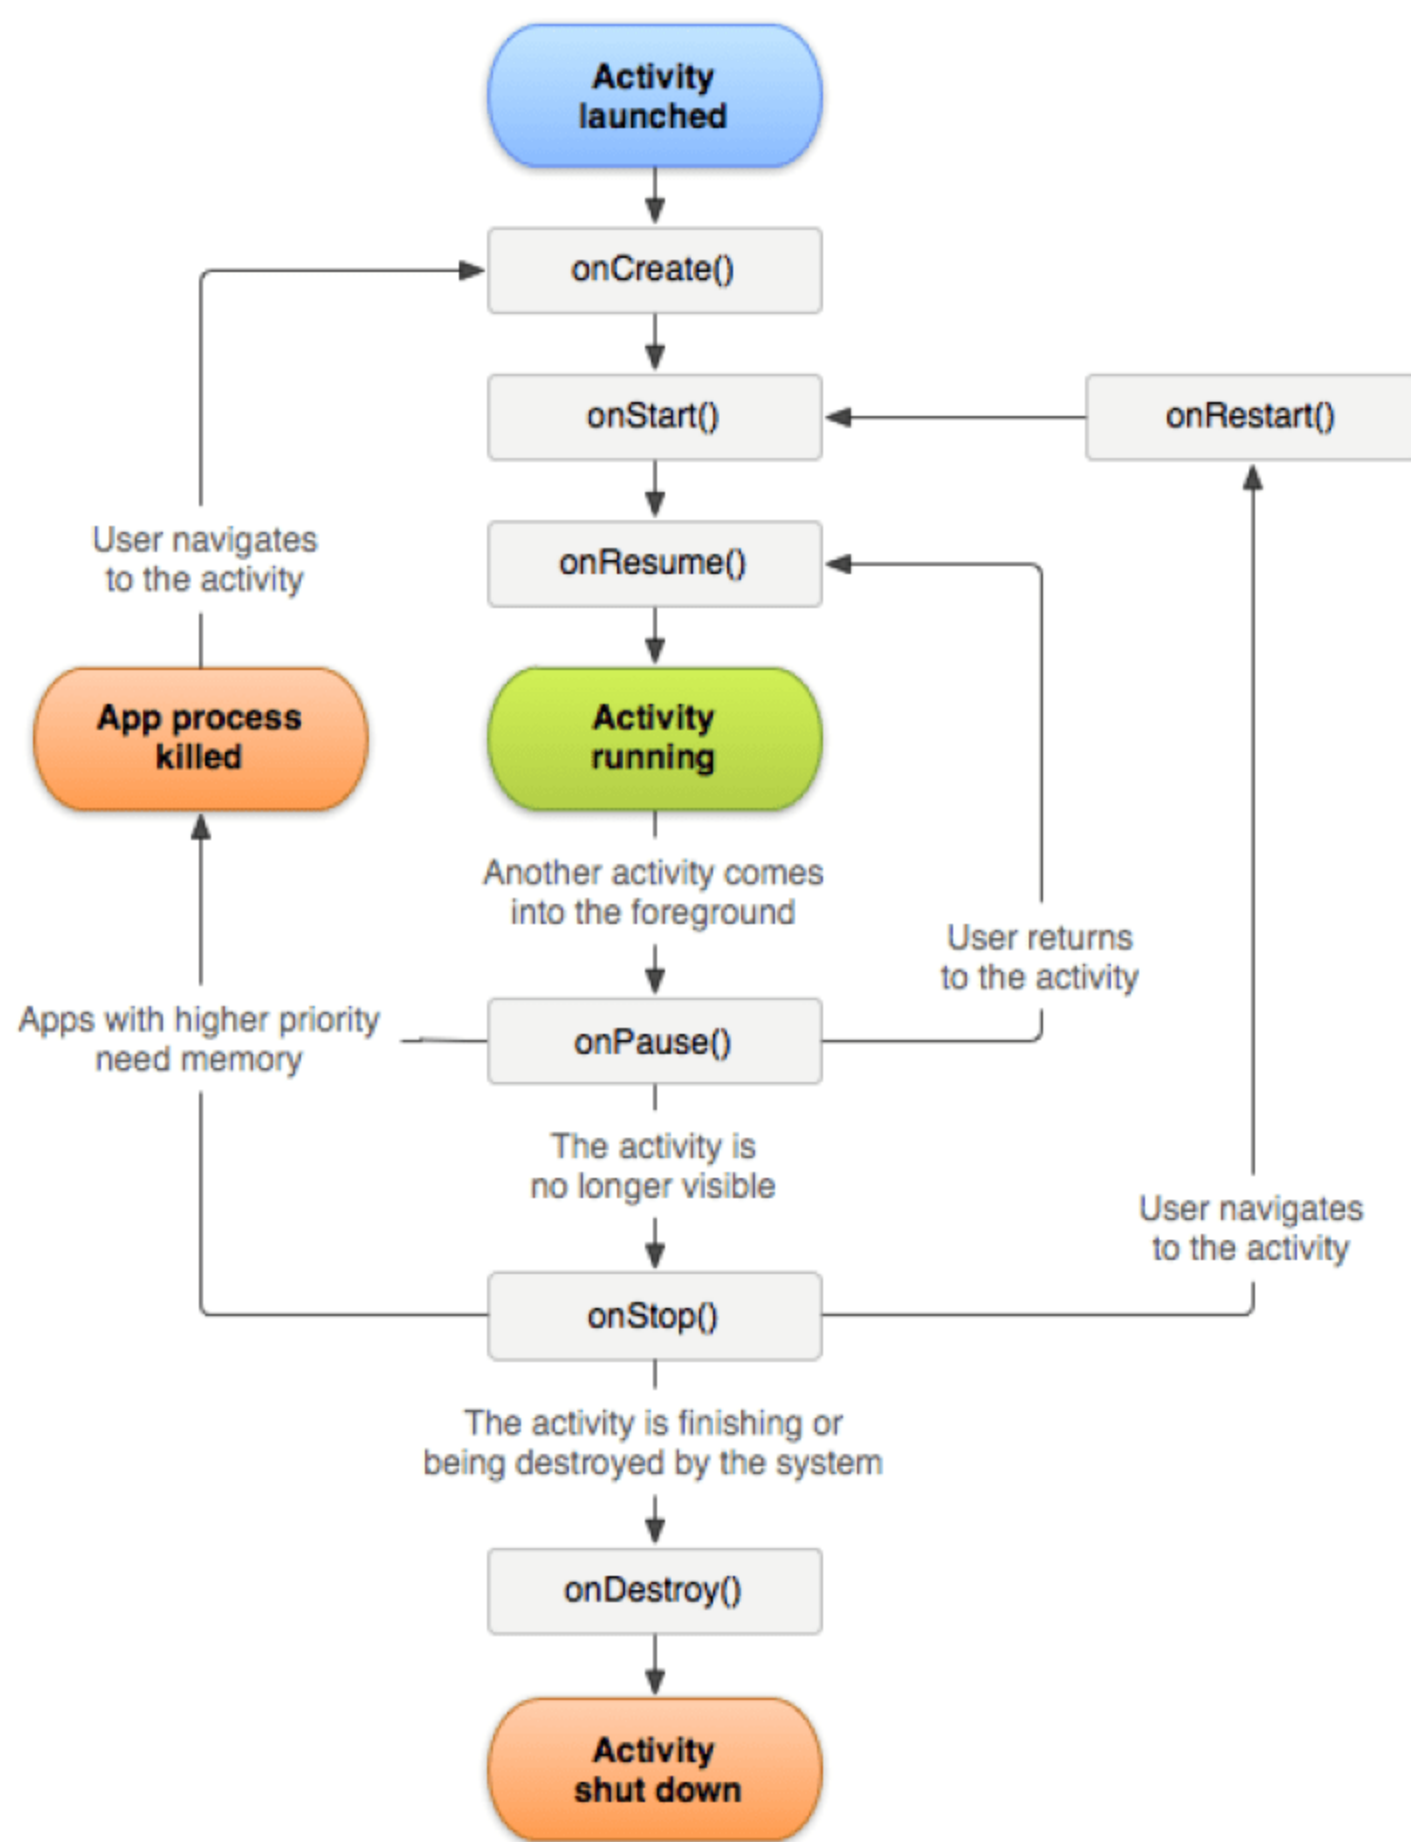 Activity
launched
onCreate()
onStart()
onRestart()
onResume()
User navigates
to the activity
App process
killed
Activity
running
Another activity comes
into the foreground
User returns
to the activity
Apps with higher priority
need memory
onPause()
The activity is
no longer visible
User navigates
to the activity
onStop()
The activity is finishing or
being destroyed by the system
onDestroy()
Activity
shut down